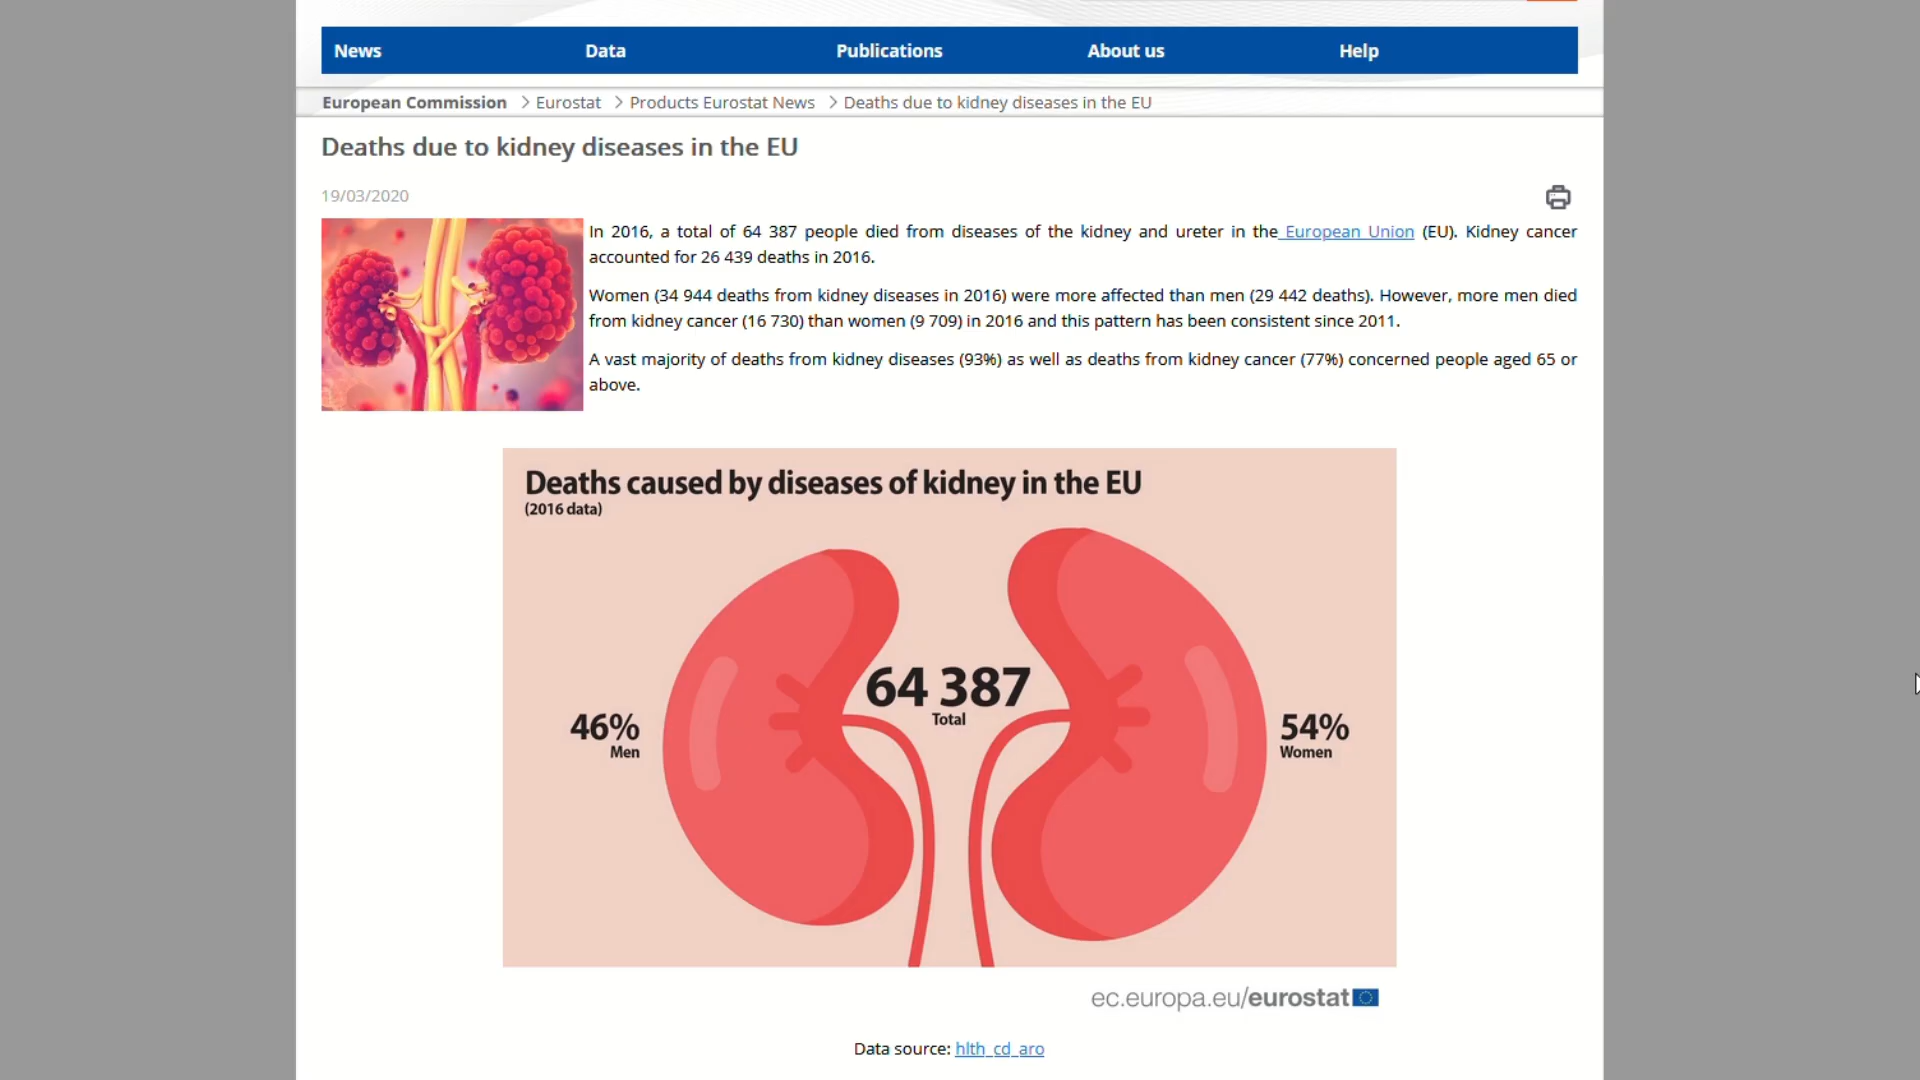 News
Data
Publications
About us
Help
European Commission > Eurostat > Products Eurostat News > Deaths due to kidney diseases in the EU
Deaths due to kidney diseases in the EU
19/03/2020
In 2016, a total of 64 387 people died from diseases of the kidney and ureter in the European Union (EU). Kidney cancer
accounted for 26 439 deaths in 2016.
Women (34 944 deaths from kidney diseases in 2016) were more affected than men (29 442 deaths). However, more men died
from kidney cancer (16 730) than women (9 709) in 2016 and this pattern has been consistent since 2011.
A vast majority of deaths from kidney diseases (93%) as well as deaths from kidney cancer (77%) concerned people aged 65 or
above.
Deaths caused by diseases of kidney in the EU
(2016 data)
64 387
Total
46%
Men
54%
Women
ec.europa.eu/eurostat
Data source: hlth_cd_aro